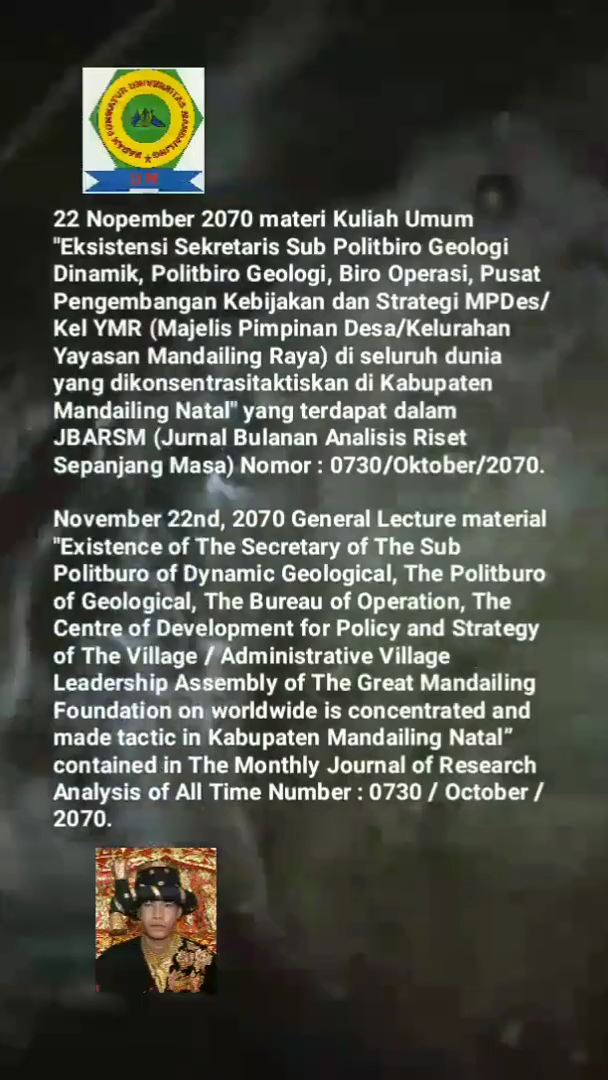 BADAN PUNKATUR UNIVERSITAS MANDAILING
U M
22 Nopember 2070 materi Kuliah Umum
"Eksistensi Sekretaris Sub Politbiro Geologi
Dinamik, Politbiro Geologi, Biro Operasi, Pusat
Pengembangan Kebijakan dan Strategi MPDes/
Kel YMR (Majelis Pimpinan Desa/Kelurahan
Yayasan Mandailing Raya) di seluruh dunia
yang dikonsentrasitaktiskan di Kabupaten
Mandailing Natal" yang terdapat dalam
JBARSM (Jurnal Bulanan Analisis Riset
Sepanjang Masa) Nomor : 0730/Oktober/2070.
November 22nd, 2070 General Lecture material
"Existence of The Secretary of The Sub
Politburo of Dynamic Geological, The Politburo
of Geological, The Bureau of Operation, The
Centre of Development for Policy and Strategy
of The Village / Administrative Village
Leadership Assembly of The Great Mandailing
Foundation on worldwide is concentrated and
made tactic in Kabupaten Mandailing Natal”
contained in The Monthly Journal of Research
Analysis of All Time Number : 0730 / October /
2070.